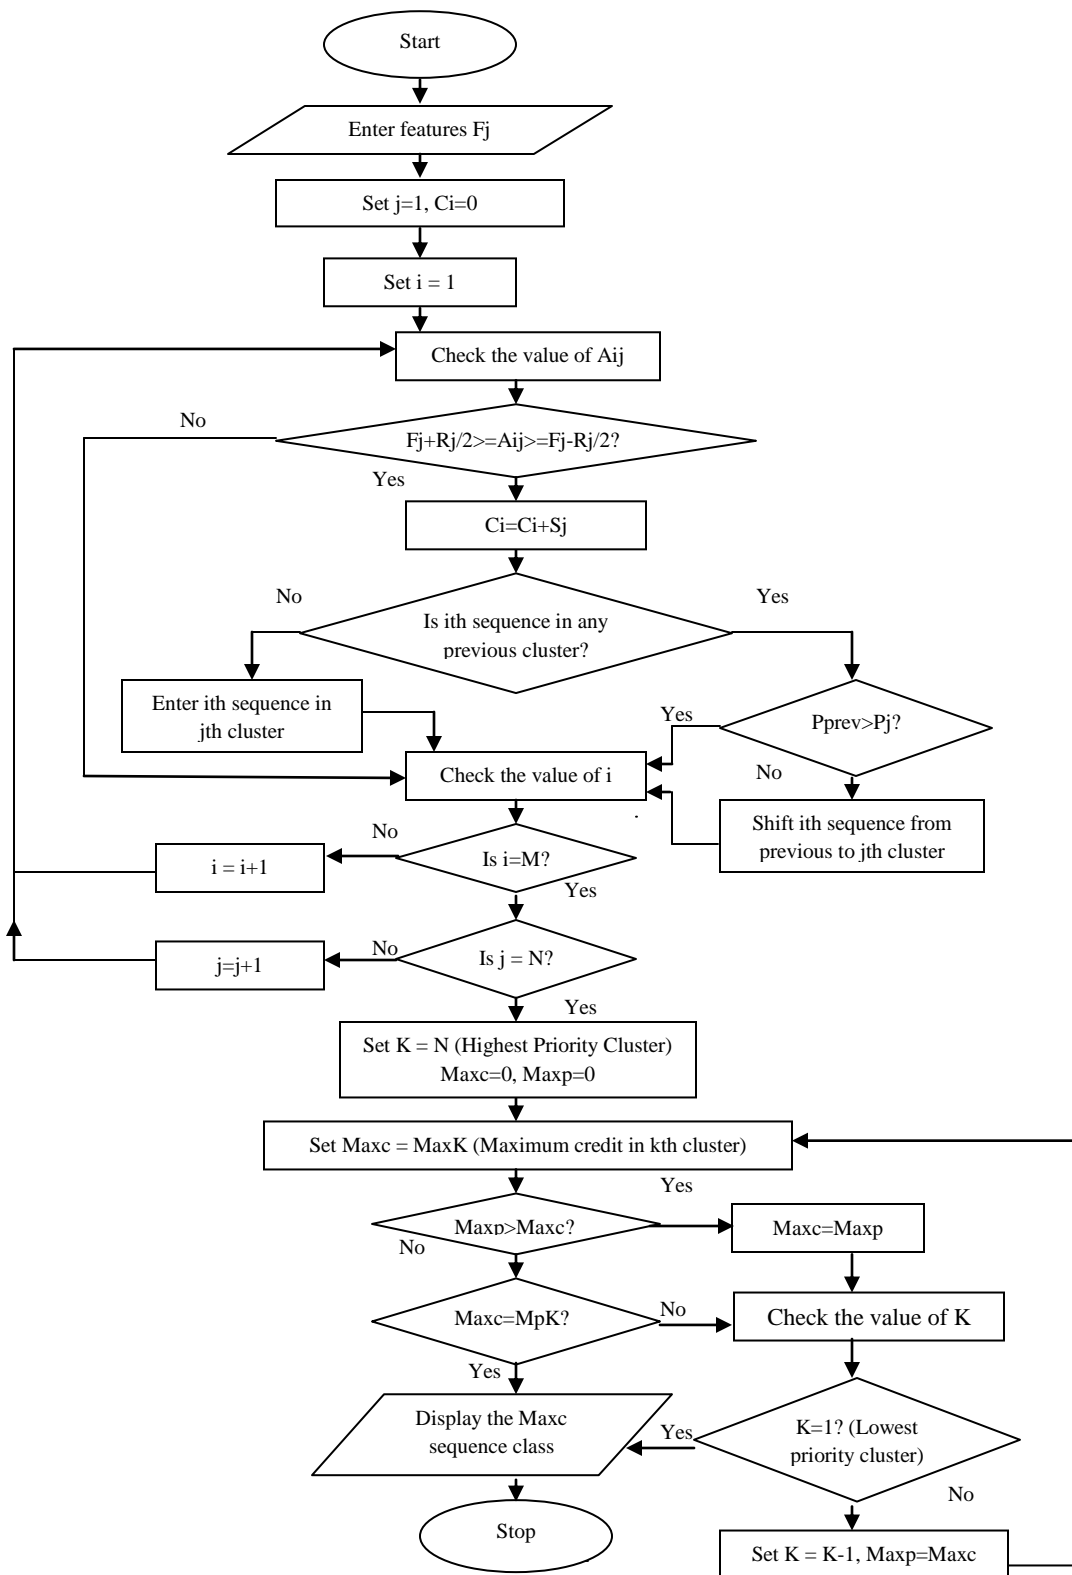 Start
Enter features Fj
Set j=1, Ci=0
Set i = 1
Check the value of Aij
No
Fj+Rj/2>=Aij>=Fj-Rj/2?
Yes
Ci=Ci+Sj
No
Yes
Is ith sequence in any
previous cluster?
Enter ith sequence in
jth cluster
Yes
Pprev>Pj?
Check the value of i
No
Shift ith sequence from
previous to jth cluster
No
i = i+1
Is i=M?
Yes
No
j=j+1
Is j = N?
Yes
Set K = N (Highest Priority Cluster)
Maxc=0, Maxp=0
Set Maxc = MaxK (Maximum credit in kth cluster)
Yes
Maxp>Maxc?
Maxc=Maxp
No
Maxc=MpK?
No
Check the value of K
Yes
Display the Maxc
sequence class
Yes
K=1? (Lowest
priority cluster)
No
Stop
Set K = K-1, Maxp=Maxc